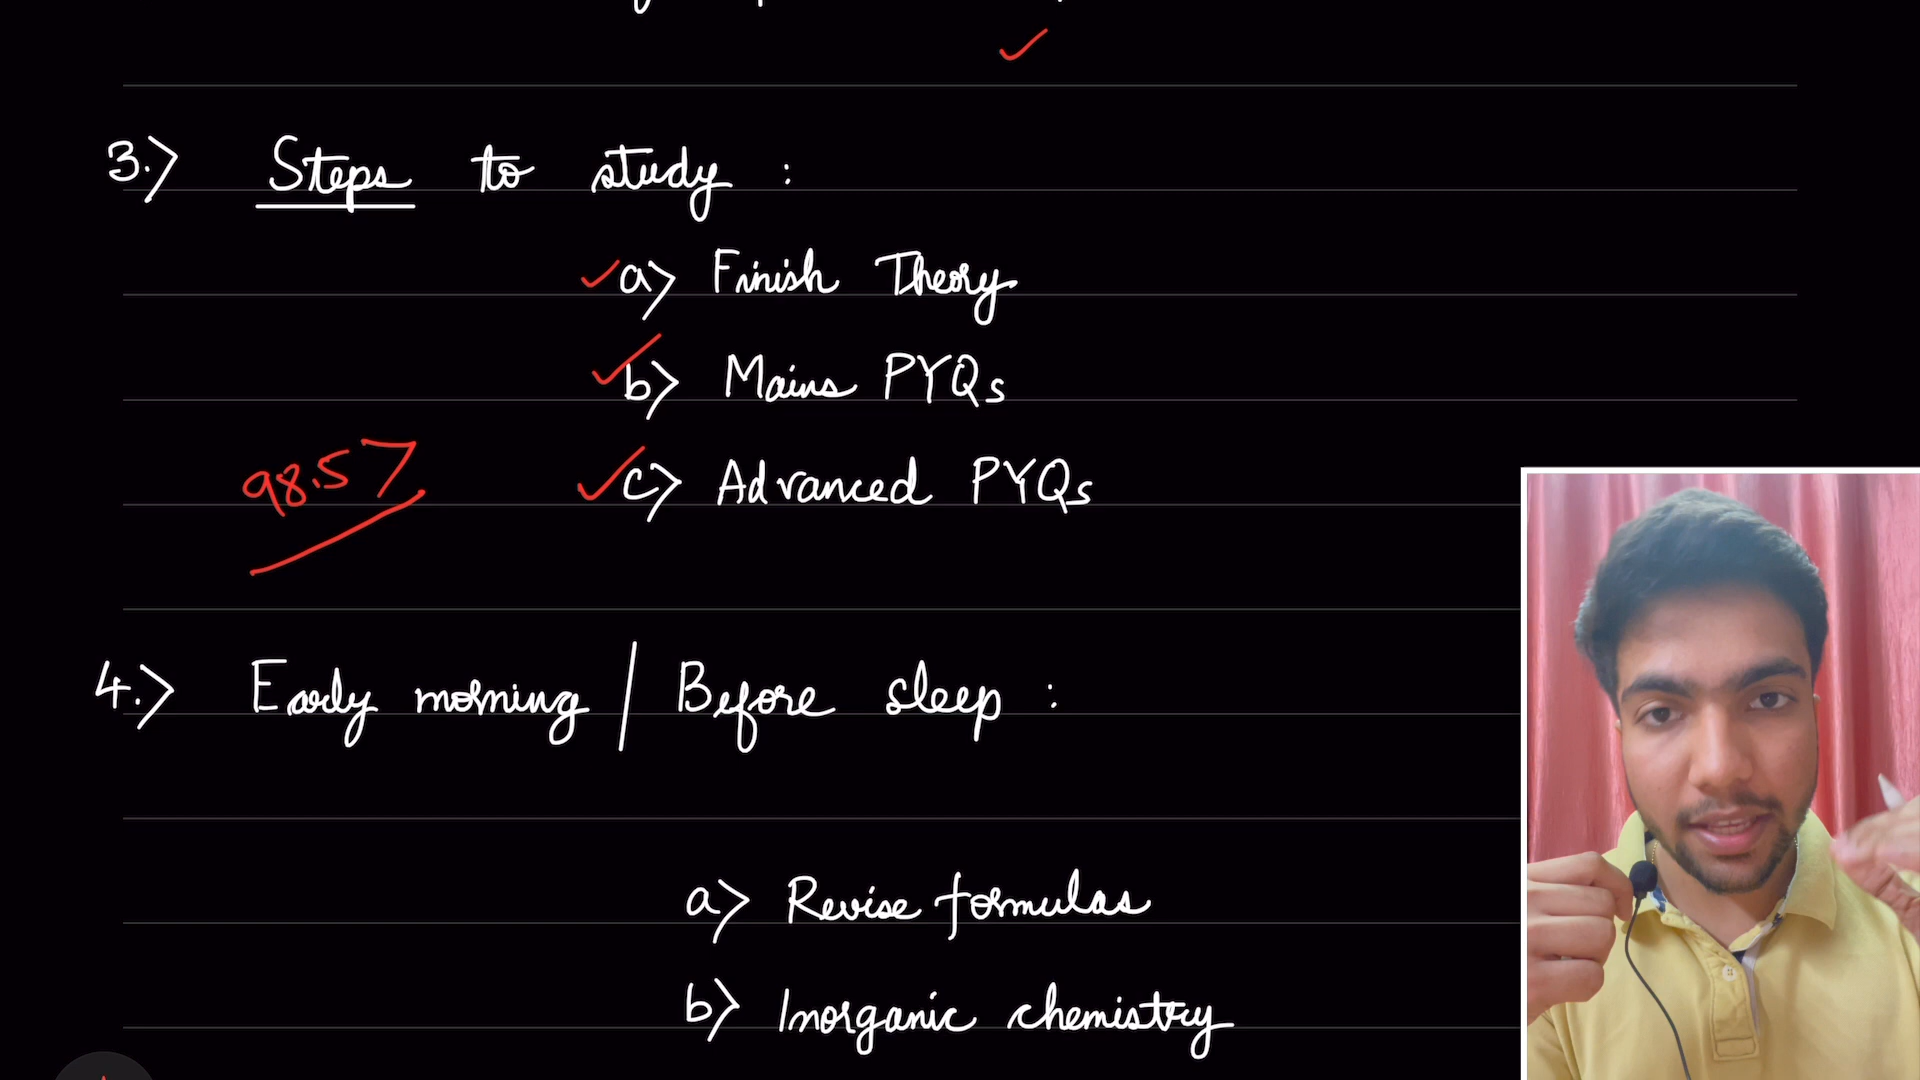 3.) Steps to study :
a) Finish Theory
b) Mains PYQs
98.57
c) Advanced PYQs
4.) Early morning / Before sleep :
a) Revise formulas
b) Inorganic chemistry